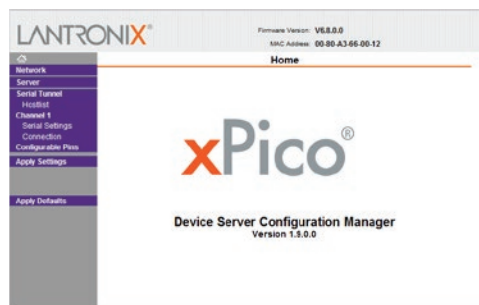 LANTRONIX®
Firmware Version: V6.8.0.0
MAC Address: 00-80-A3-66-00-12
Home
Network
Server
Serial Tunnel
Hostlist
Channel 1
Serial Settings
Connection
Configurable Pins
Apply Settings
Apply Defaults
xPico®
Device Server Configuration Manager
Version 1.5.0.0